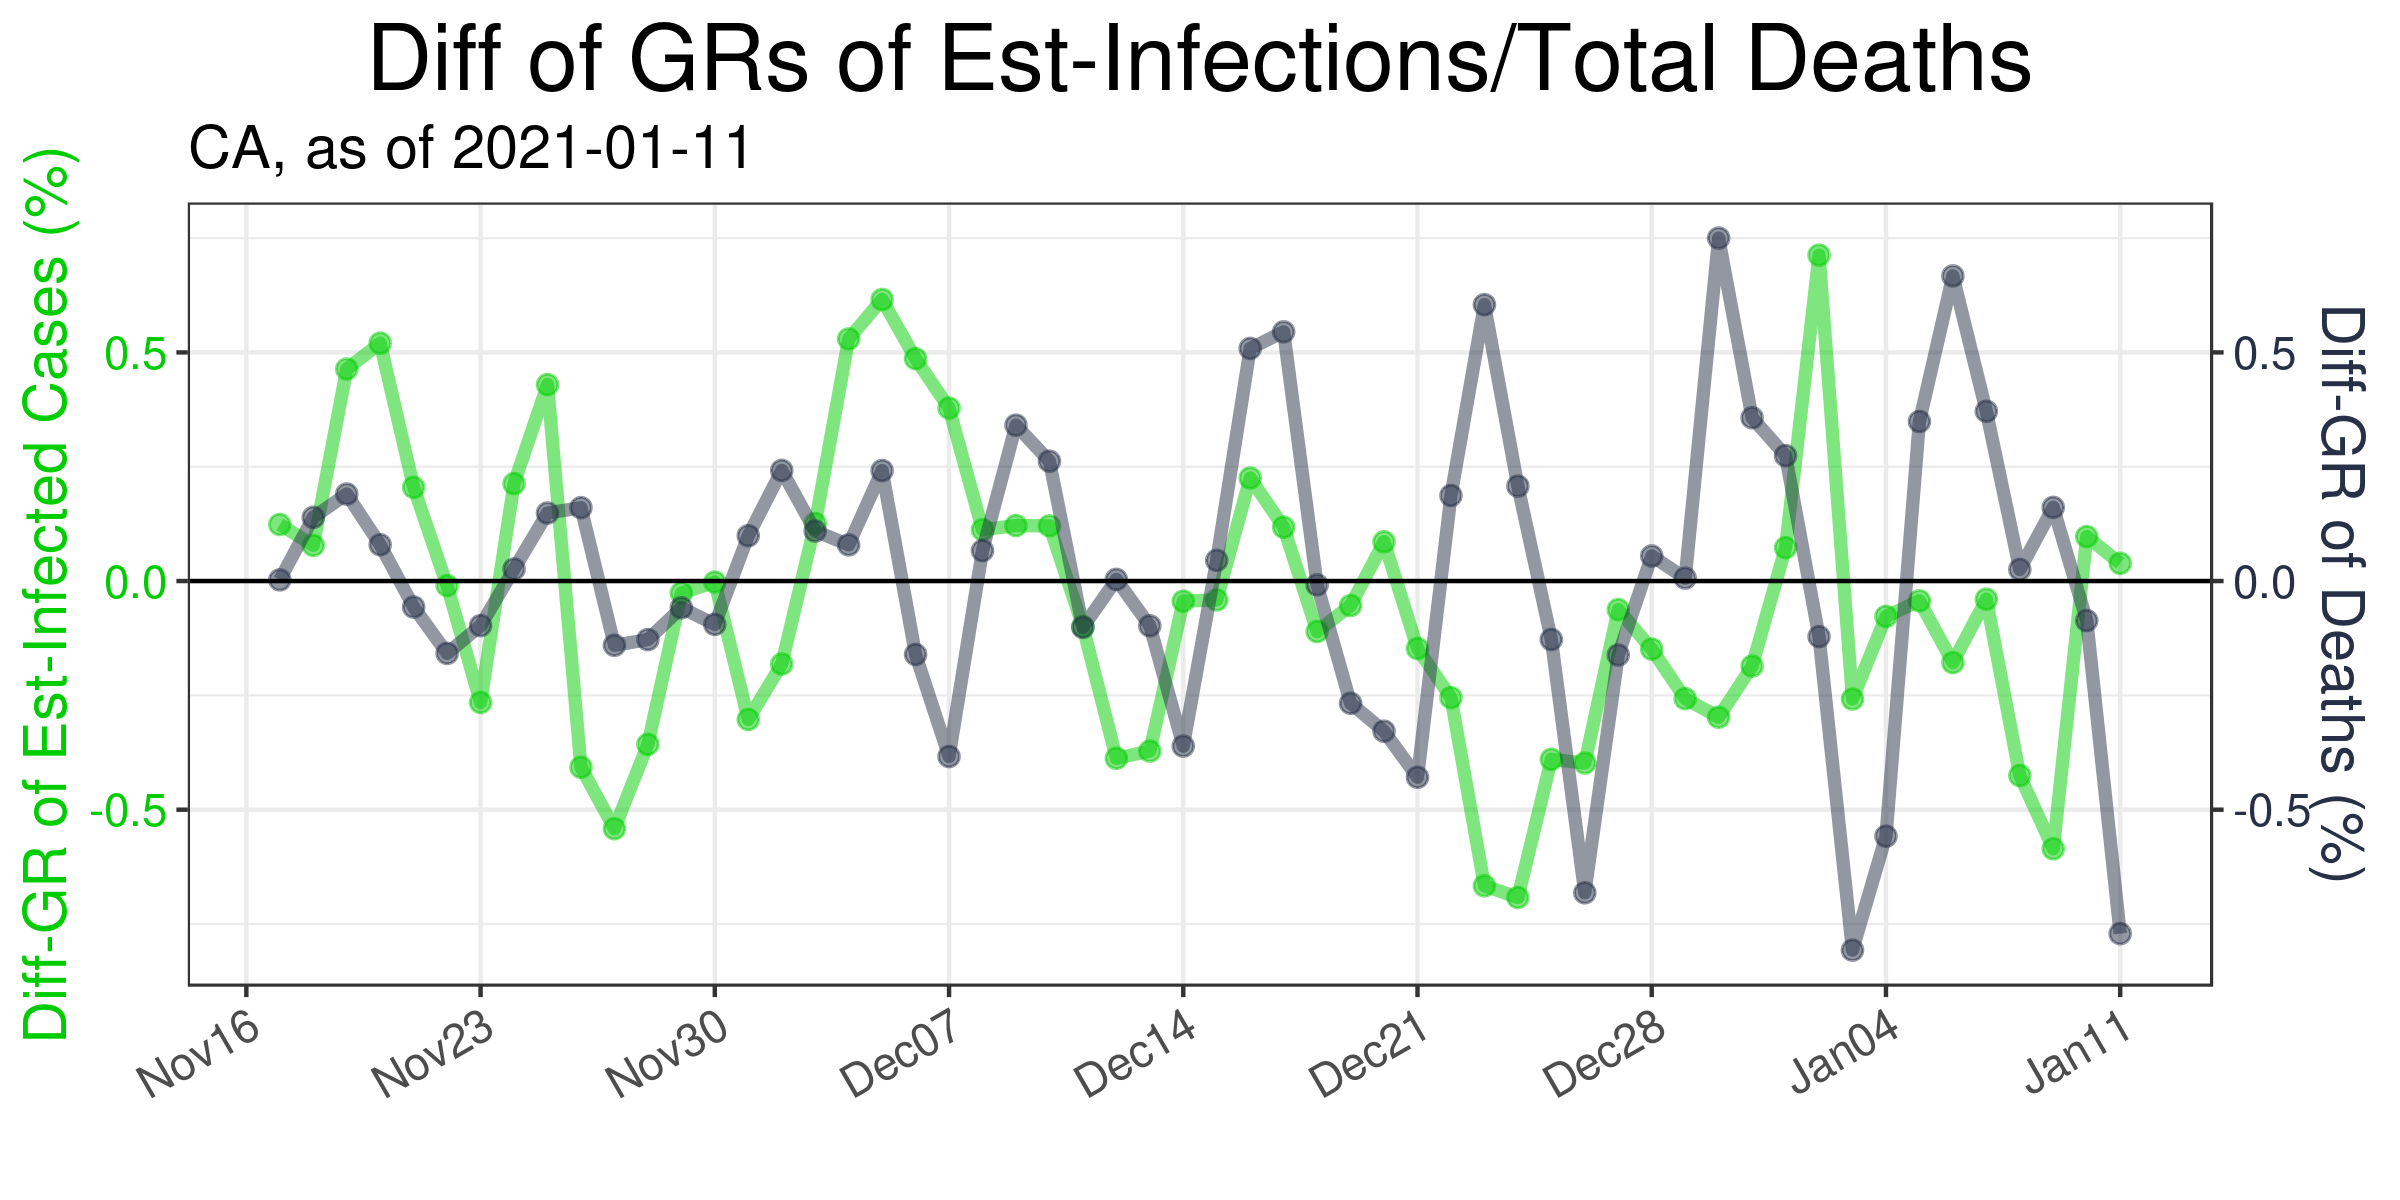 Diff of GRs of Est-Infections/Total Deaths
CA, as of 2021-01-11
Diff-GR of Est-Infected Cases (%)
0.5
0.0
-0.5
0.5
0.0
-0.5
Diff-GR of Deaths (%)
Nov16
Nov23
Nov30
Dec07
Dec14
Dec21
Dec28
Jan04
Jan11